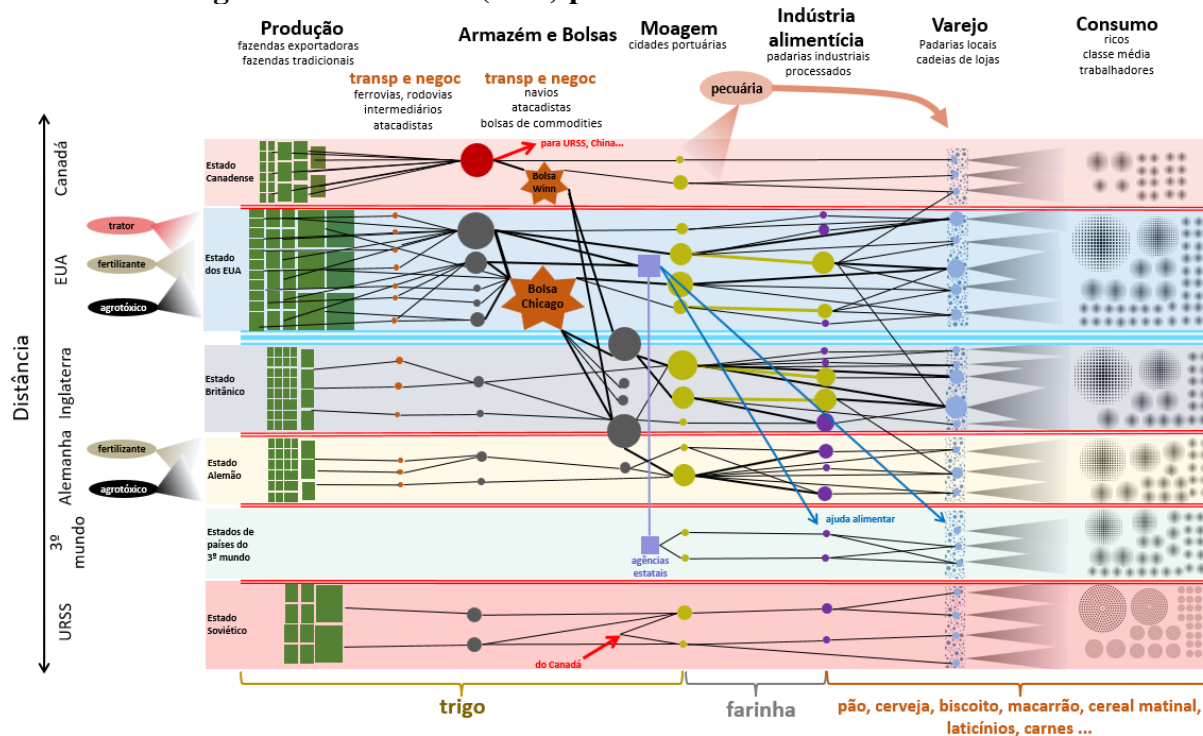 Produção
fazendas exportadoras
fazendas tradicionais
transp e negoc
ferrovias, rodovias
intermediários
atacadistas
Armazém e Bolsas
transp e negoc
navios
atacadistas
bolsas de commodities
Moagem
cidades portuárias
Indústria
alimentícia
padarias industriais
processados
pecuária
Varejo
Padarias locais
cadeias de lojas
Consumo
ricos
classe média
trabalhadores
Distância
Canadá
Estado
Canadense
para URSS, China...
Bolsa
Winn
EUA
trator
fertilizante
agrotóxico
Estado
dos EUA
Bolsa
Chicago
Inglaterra
Estado
Britânico
Alemanha
fertilizante
agrotóxico
Estado
Alemão
3º
mundo
Estados de
países do
3º mundo
agências
estatais
ajuda alimentar
URSS
Estado
Soviético
do Canadá
trigo
farinha
pão, cerveja, biscoito, macarrão, cereal matinal,
laticínios, carnes ...